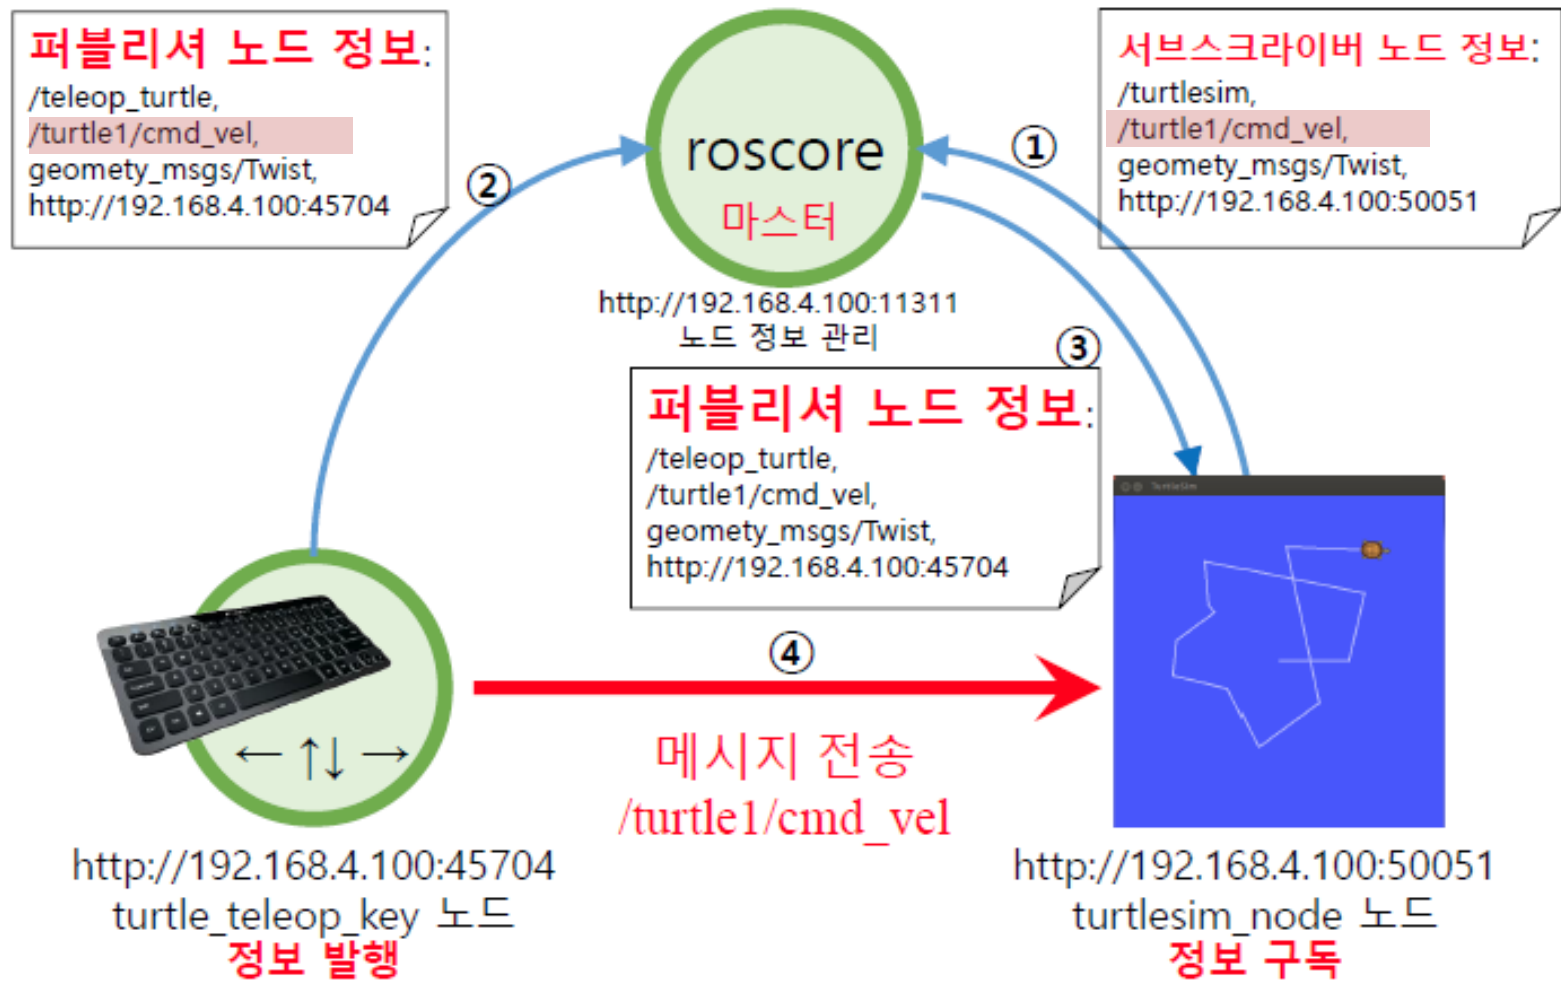 퍼블리셔 노드 정보:
/teleop_turtle,
/turtle1/cmd_vel,
geomety_msgs/Twist,
http://192.168.4.100:45704
②
roscore
마스터
http://192.168.4.100:11311
노드 정보 관리
①
서브스크라이버 노드 정보:
/turtlesim,
/turtle1/cmd_vel,
geomety_msgs/Twist,
http://192.168.4.100:50051
③
퍼블리셔 노드 정보:
/teleop_turtle,
/turtle1/cmd_vel,
geomety_msgs/Twist,
http://192.168.4.100:45704
TurtleSim
④
메시지 전송
/turtle1/cmd_vel
← ↑↓ →
http://192.168.4.100:45704
turtle_teleop_key 노드
정보 발행
http://192.168.4.100:50051
turtlesim_node 노드
정보 구독